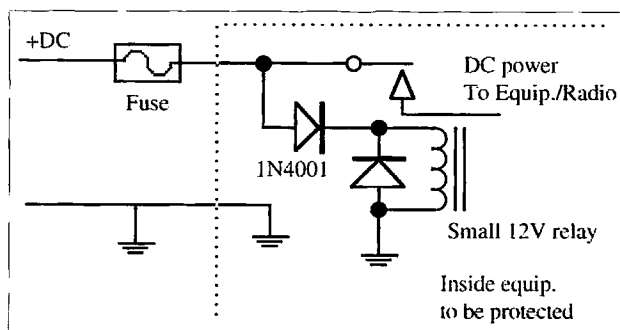 +DC
Fuse
DC power
To Equip./Radio
1N4001
Small 12V relay
Inside equip.
to be protected